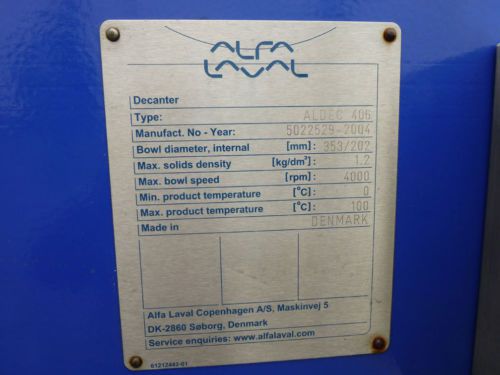 ALFA
LAVAL
Decanter
Type: ALDEC 406
Manufact. No - Year: 5022529-2004
Bowl diameter, internal [mm]: 353/202
Max. solids density [kg/dm³]: 1.2
Max. bowl speed [rpm]: 4000
Min. product temperature [°C]: 0
Max. product temperature [°C]: 100
Made in DENMARK
Alfa Laval Copenhagen A/S, Maskinvej 5
DK-2860 Søborg, Denmark
Service enquiries: www.alfalaval.com
61212482-01